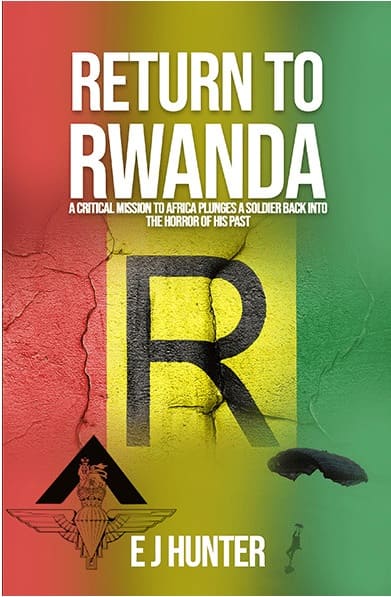 RETURN TO
RWANDA
A CRITICAL MISSION TO AFRICA PLUNGES A SOLDIER BACK INTO
THE HORROR OF HIS PAST
R
E J HUNTER